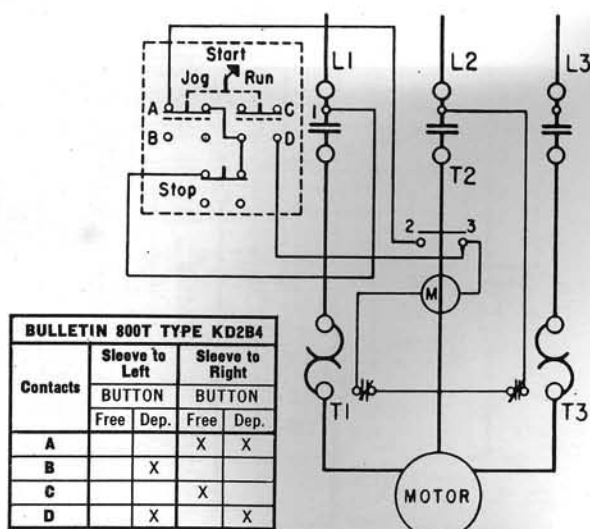 Start
Jog Run
A C
B D
Stop
L1 L2 L3
1
T2
2 3
M
T1 T3
MOTOR
BULLETIN 800T TYPE KD2B4
Contacts Sleeve to Left Sleeve to Right
BUTTON BUTTON
Free Dep. Free Dep.
A X X
B X
C X
D X X